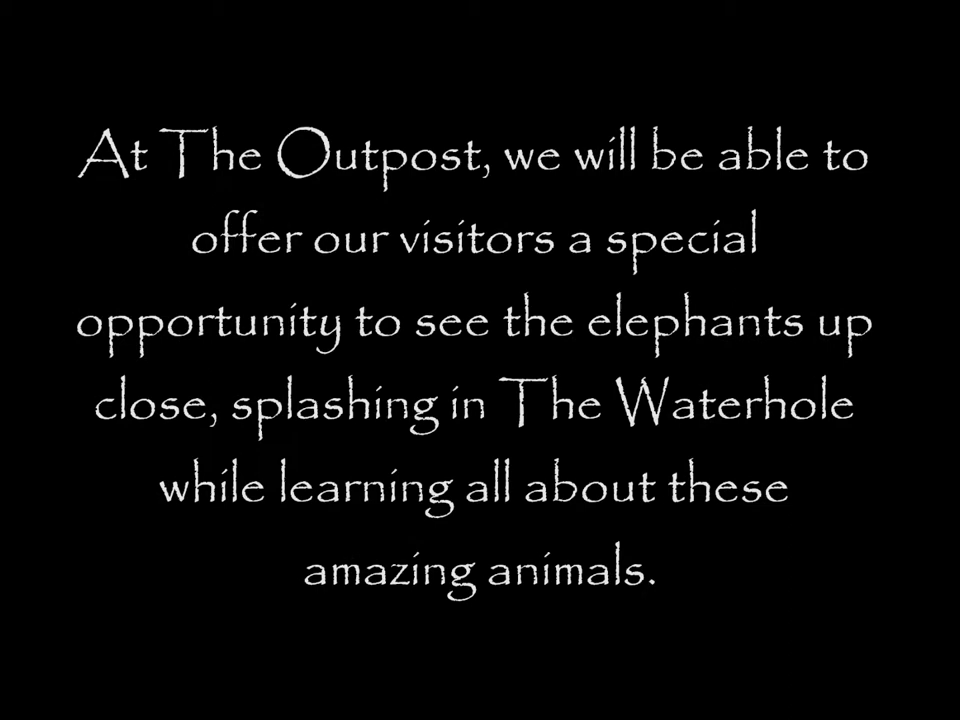 At The Outpost, we will be able to
offer our visitors a special
opportunity to see the elephants up
close, splashing in The Waterhole
while learning all about these
amazing animals.